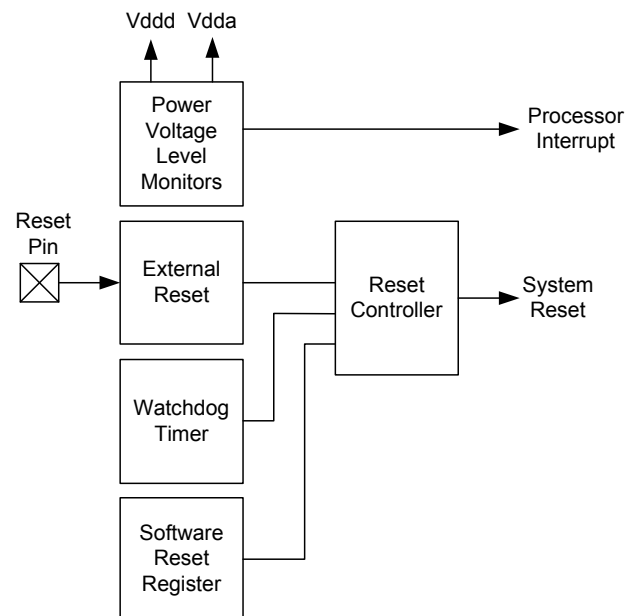 Vddd Vdda
Power
Voltage
Level
Monitors
Processor
Interrupt
Reset
Pin
External
Reset
Reset
Controller
System
Reset
Watchdog
Timer
Software
Reset
Register